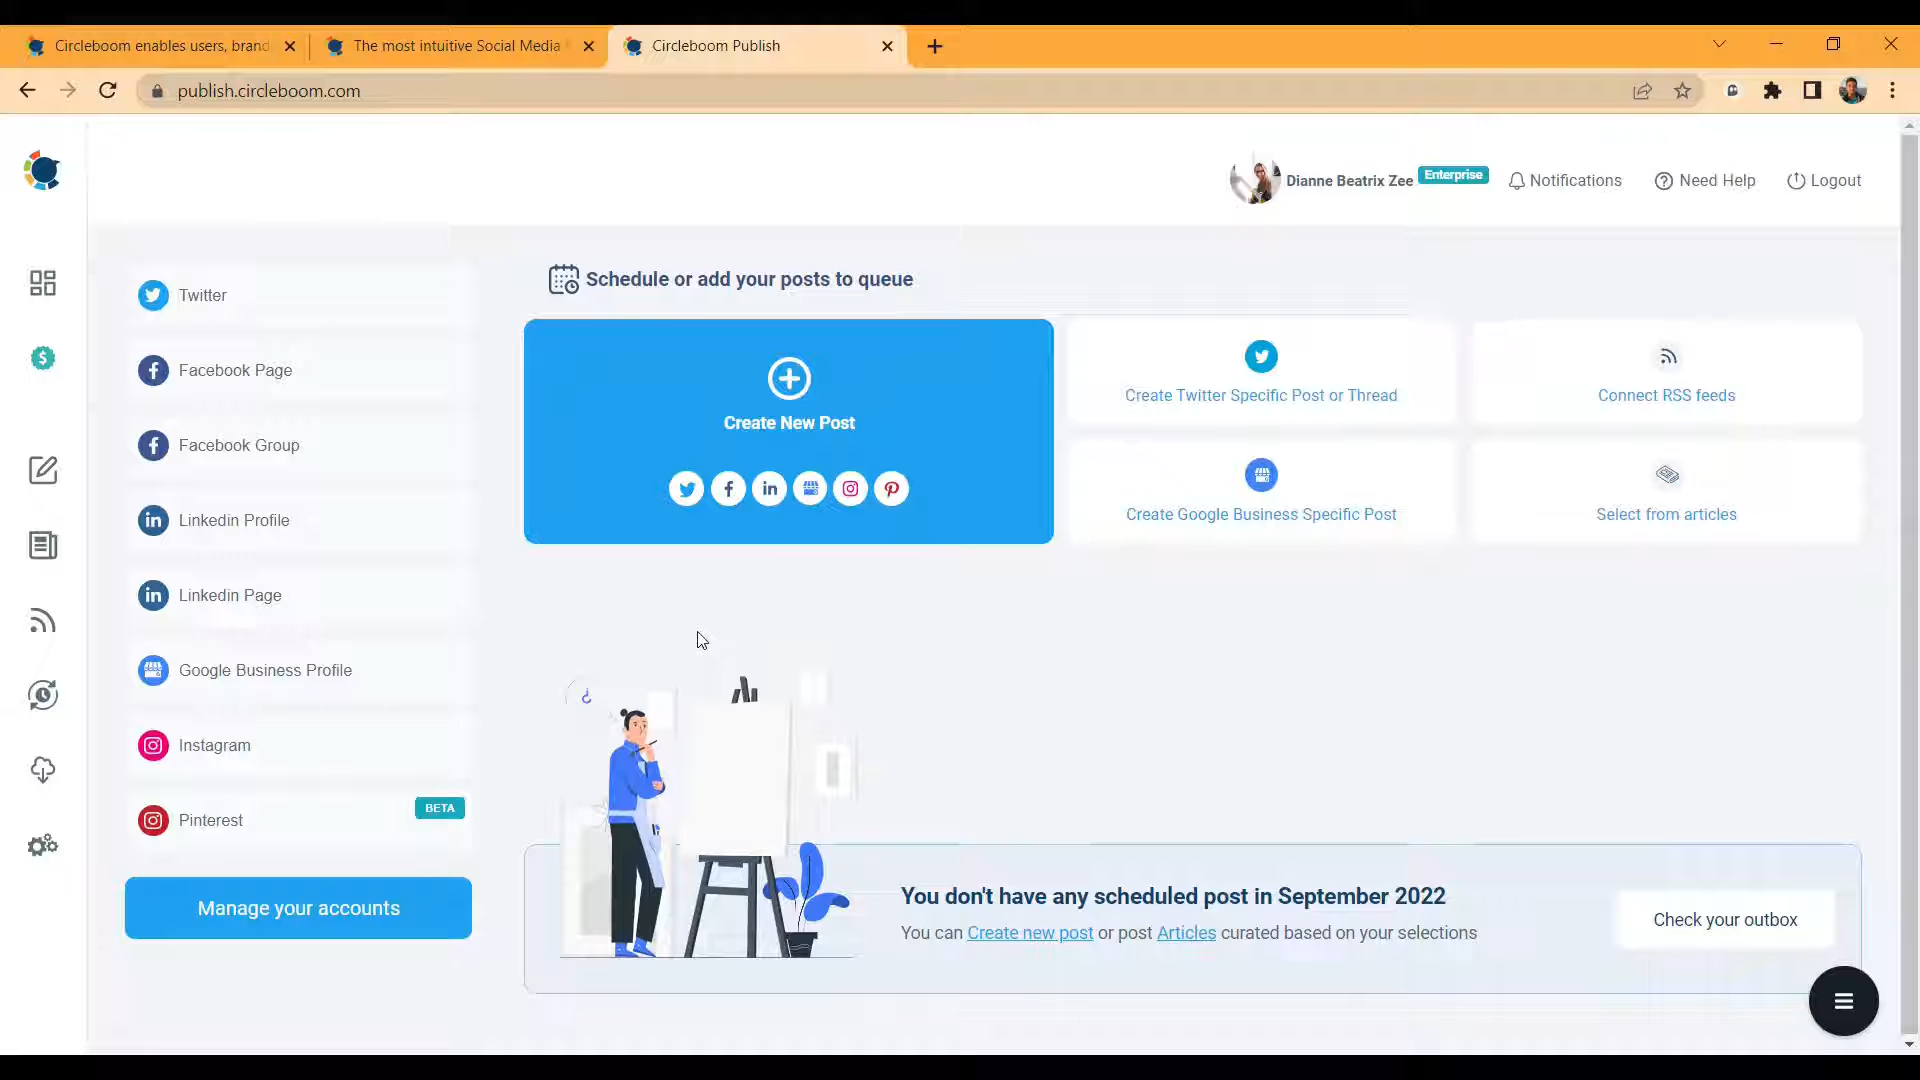 Circleboom enables users, brand
The most intuitive Social Media
Circleboom Publish
publish.circleboom.com
Dianne Beatrix Zee
Enterprise
Notifications
Need Help
Logout
Twitter
Facebook Page
Facebook Group
Linkedin Profile
Linkedin Page
Google Business Profile
Instagram
Pinterest
BETA
Manage your accounts
Schedule or add your posts to queue
Create New Post
Create Twitter Specific Post or Thread
Connect RSS feeds
Create Google Business Specific Post
Select from articles
You don't have any scheduled post in September 2022
You can Create new post or post Articles curated based on your selections
Check your outbox